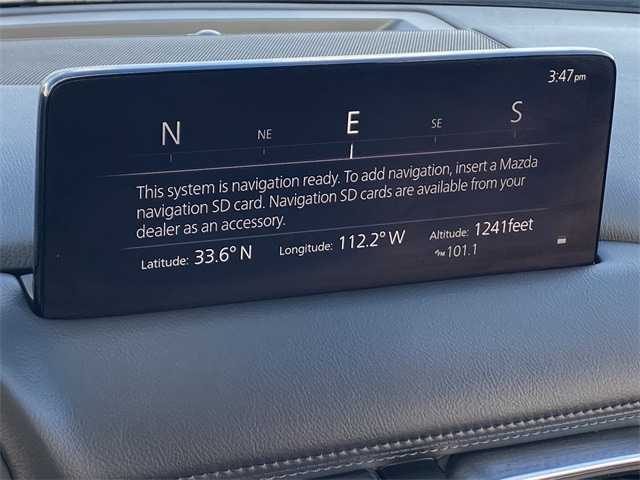 3:47pm
N NE E SE S
This system is navigation ready. To add navigation, insert a Mazda
navigation SD card. Navigation SD cards are available from your
dealer as an accessory.
Latitude: 33.6° N Longitude: 112.2° W Altitude: 1241feet
FM 101.1